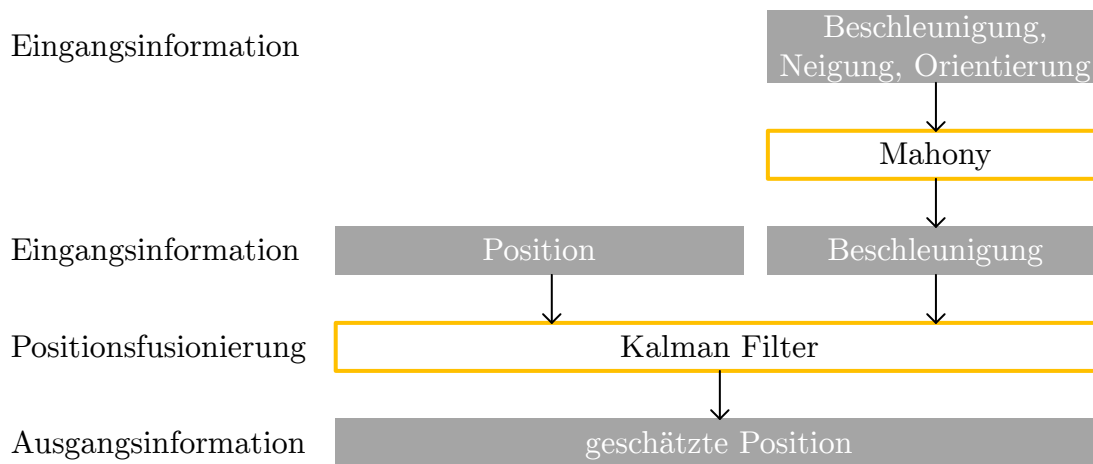 Eingangsinformation
Beschleunigung,
Neigung, Orientierung
Mahony
Eingangsinformation
Position
Beschleunigung
Positionsfusionierung
Kalman Filter
Ausgangsinformation
geschätzte Position